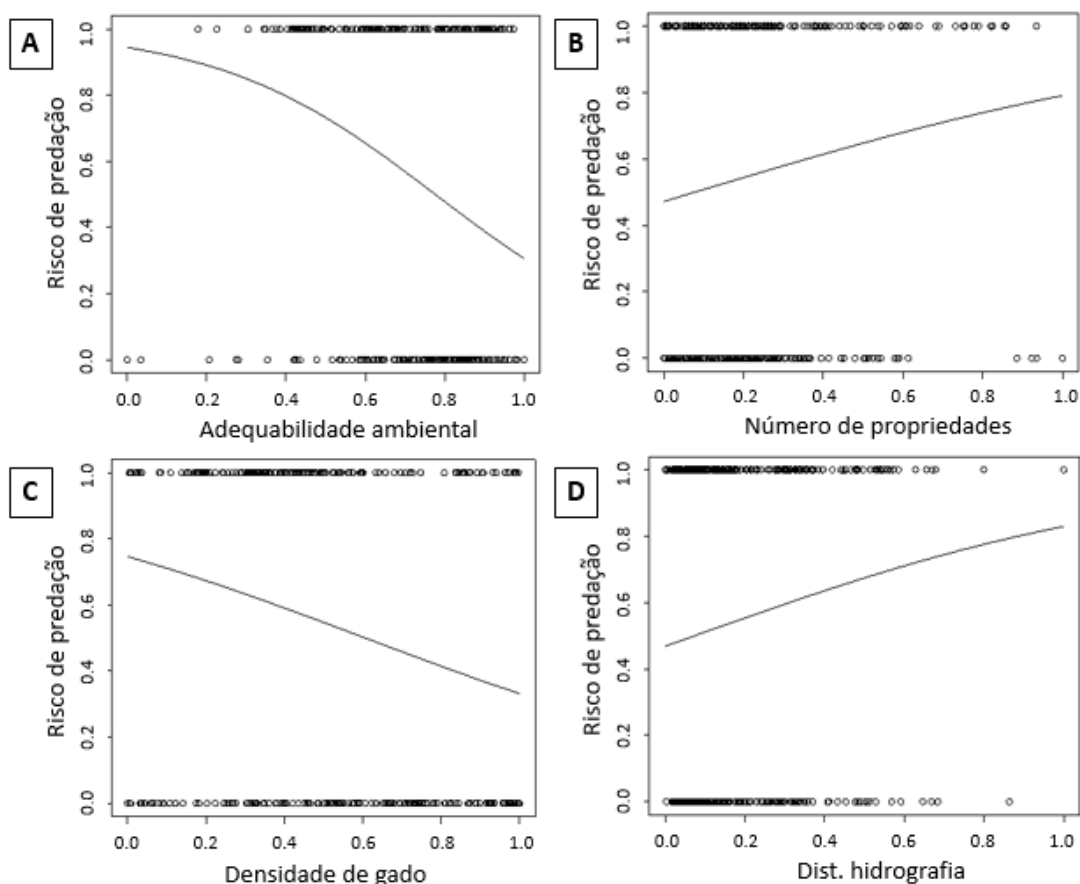 A
Risco de predação
0.0 0.2 0.4 0.6 0.8 1.0
0.0 0.2 0.4 0.6 0.8 1.0
Adequabilidade ambiental
B
Risco de predação
0.0 0.2 0.4 0.6 0.8 1.0
0.0 0.2 0.4 0.6 0.8 1.0
Número de propriedades
C
Risco de predação
0.0 0.2 0.4 0.6 0.8 1.0
0.0 0.2 0.4 0.6 0.8 1.0
Densidade de gado
D
Risco de predação
0.0 0.2 0.4 0.6 0.8 1.0
0.0 0.2 0.4 0.6 0.8 1.0
Dist. hidrografia